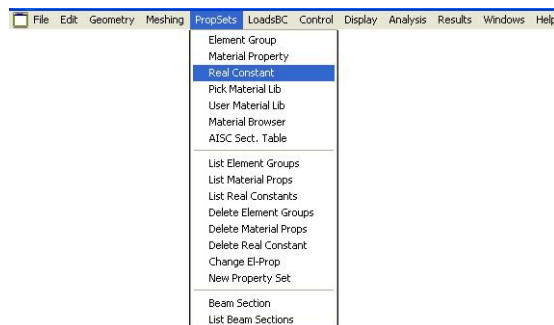 File Edit Geometry Meshing PropSets LoadsBC Control Display Analysis Results Windows Help
Element Group
Material Property
Real Constant
Pick Material Lib
User Material Lib
Material Browser
AISC Sect. Table
List Element Groups
List Material Props
List Real Constants
Delete Element Groups
Delete Material Props
Delete Real Constant
Change El-Prop
New Property Set
Beam Section
List Beam Sections